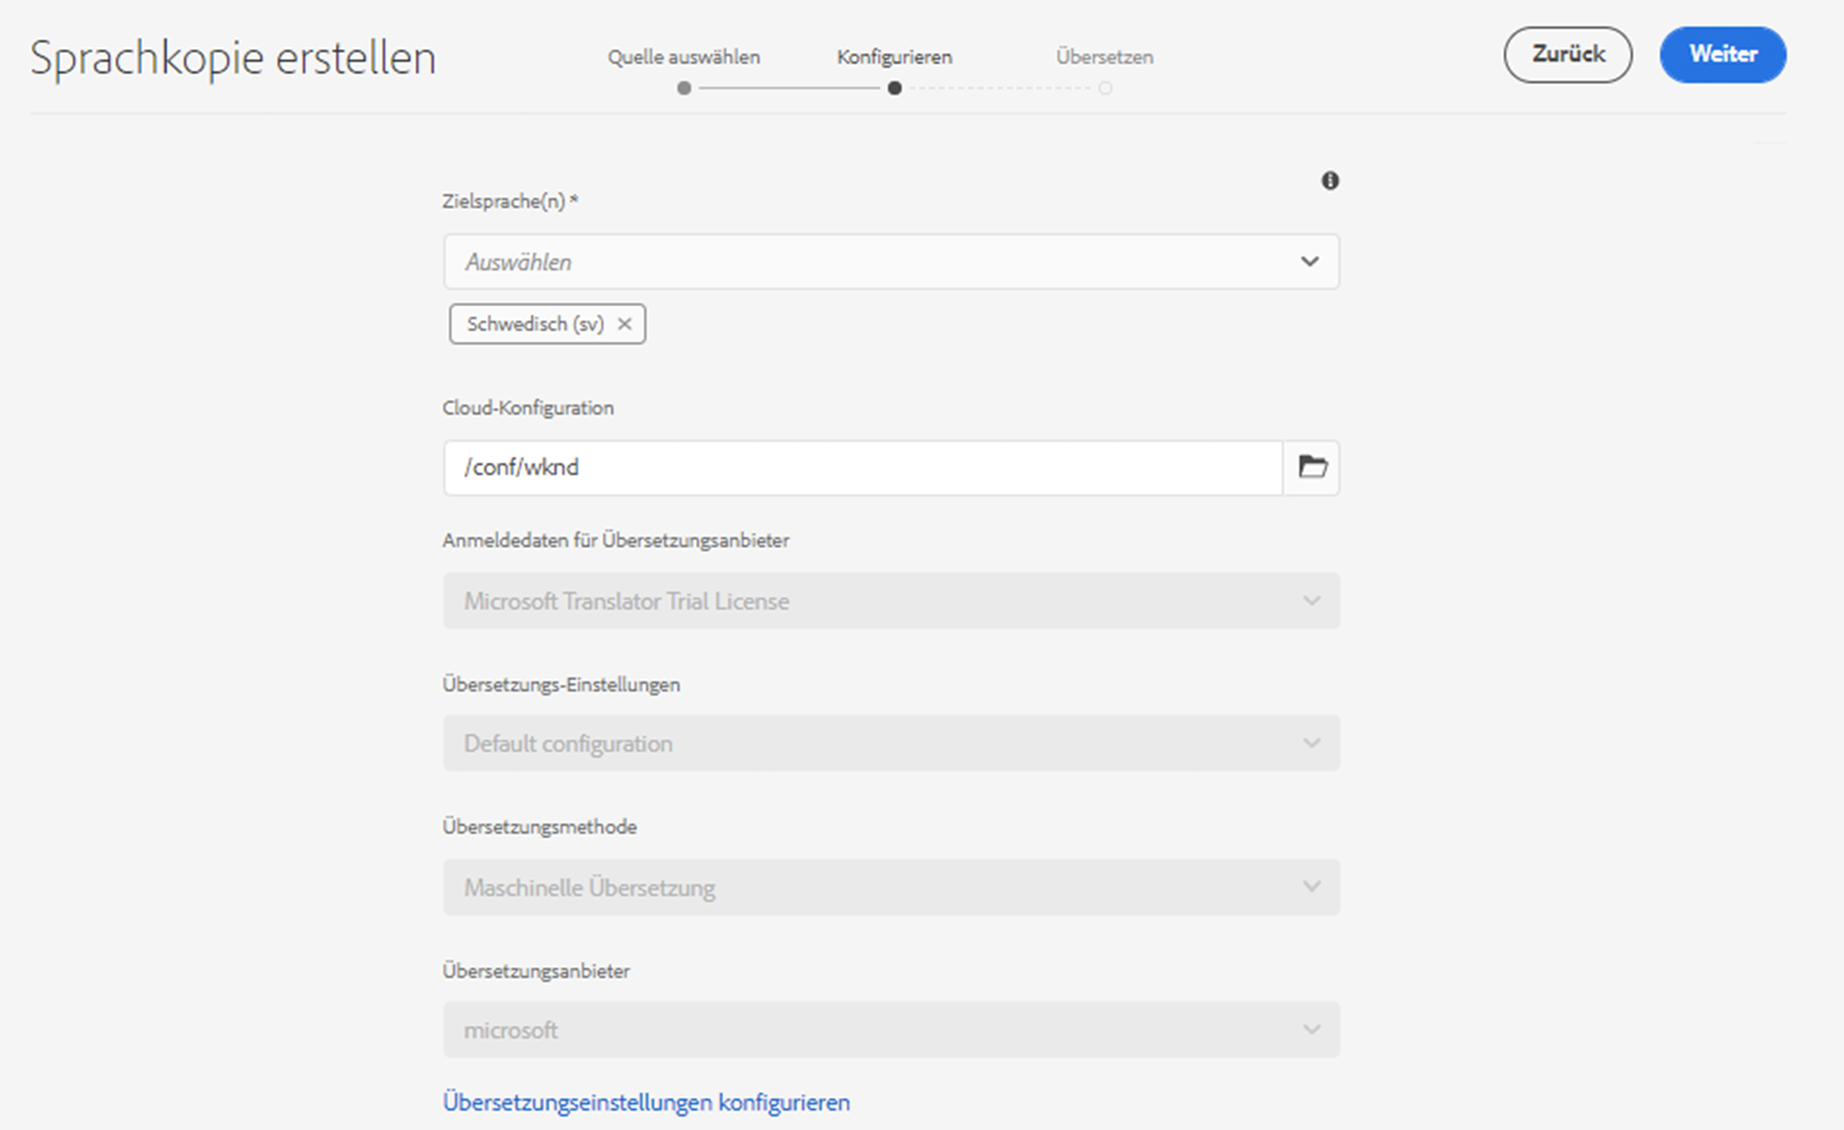 Sprachkopie erstellen
Quelle auswählen
Konfigurieren
Übersetzen
Zurück
Weiter
Zielsprache(n) *
Auswählen
Schwedisch (sv)
Cloud-Konfiguration
/conf/wknd
Anmeldedaten für Übersetzungsanbieter
Microsoft Translator Trial License
Übersetzungs-Einstellungen
Default configuration
Übersetzungsmethode
Maschinelle Übersetzung
Übersetzungsanbieter
microsoft
Übersetzungseinstellungen konfigurieren